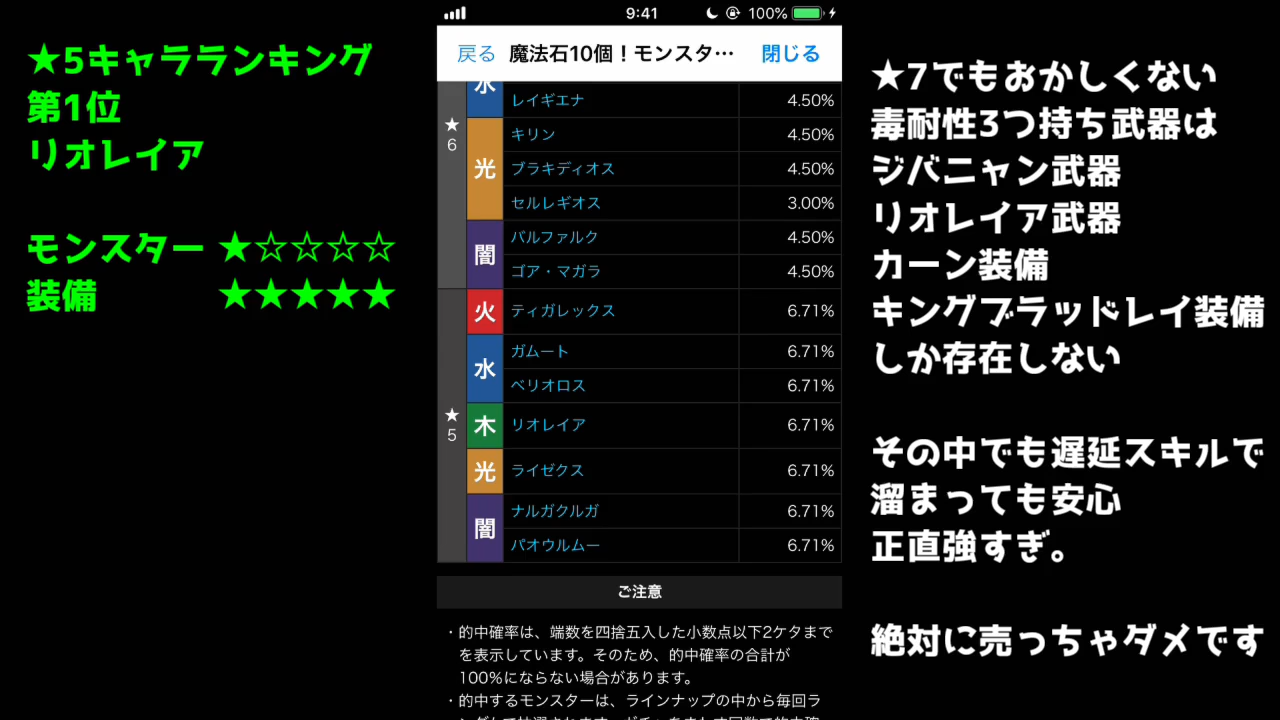 ★5キャラランキング
第1位
リオレイア
モンスター ★☆☆☆☆
装備 ★★★★★
9:41
100%
戻る 魔法石10個！モンスタ… 閉じる
★6
水
レイギエナ 4.50%
光
キリン 4.50%
ブラキディオス 4.50%
セルレギオス 3.00%
闇
バルファルク 4.50%
ゴア・マガラ 4.50%
★5
火
ティガレックス 6.71%
水
ガムート 6.71%
ベリオロス 6.71%
木
リオレイア 6.71%
光
ライゼクス 6.71%
闇
ナルガクルガ 6.71%
パオウルムー 6.71%
ご注意
・的中確率は、端数を四捨五入した小数点以下2ケタまで
を表示しています。そのため、的中確率の合計が
100%にならない場合があります。
・的中するモンスターは、ラインナップの中から毎回ラ
★7でもおかしくない
毒耐性3つ持ち武器は
ジバニャン武器
リオレイア武器
カーン装備
キングブラッドレイ装備
しか存在しない
その中でも遅延スキルで
溜まっても安心
正直強すぎ。
絶対に売っちゃダメです